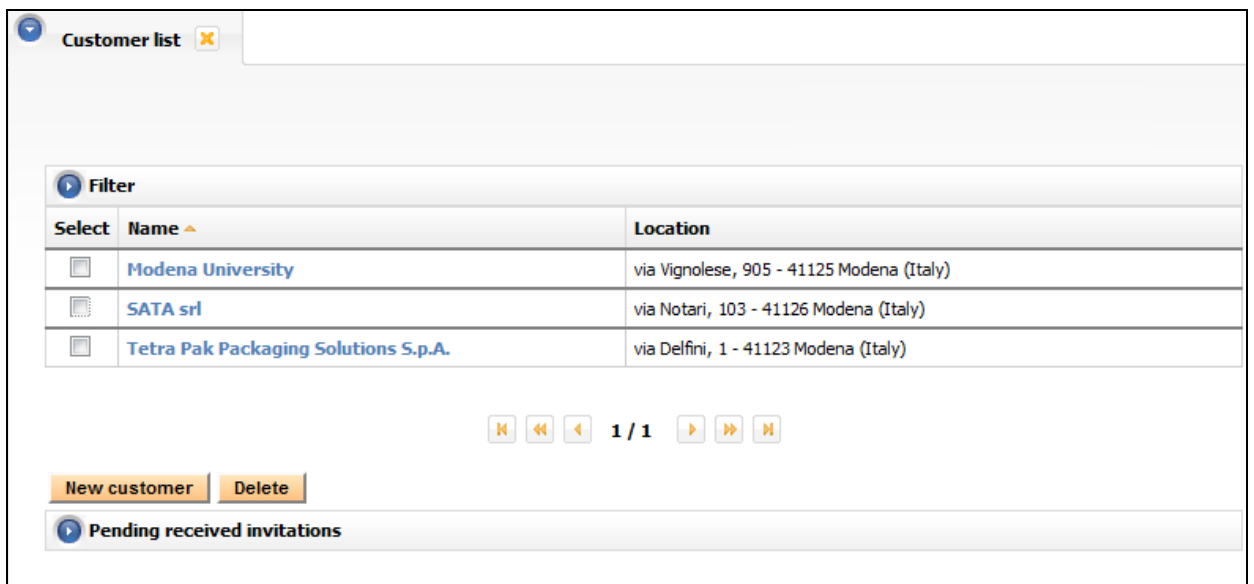 Customer list
Filter
Select Name Location
Modena University via Vignolese, 905 - 41125 Modena (Italy)
SATA srl via Notari, 103 - 41126 Modena (Italy)
Tetra Pak Packaging Solutions S.p.A. via Delfini, 1 - 41123 Modena (Italy)
1 / 1
New customer Delete
Pending received invitations